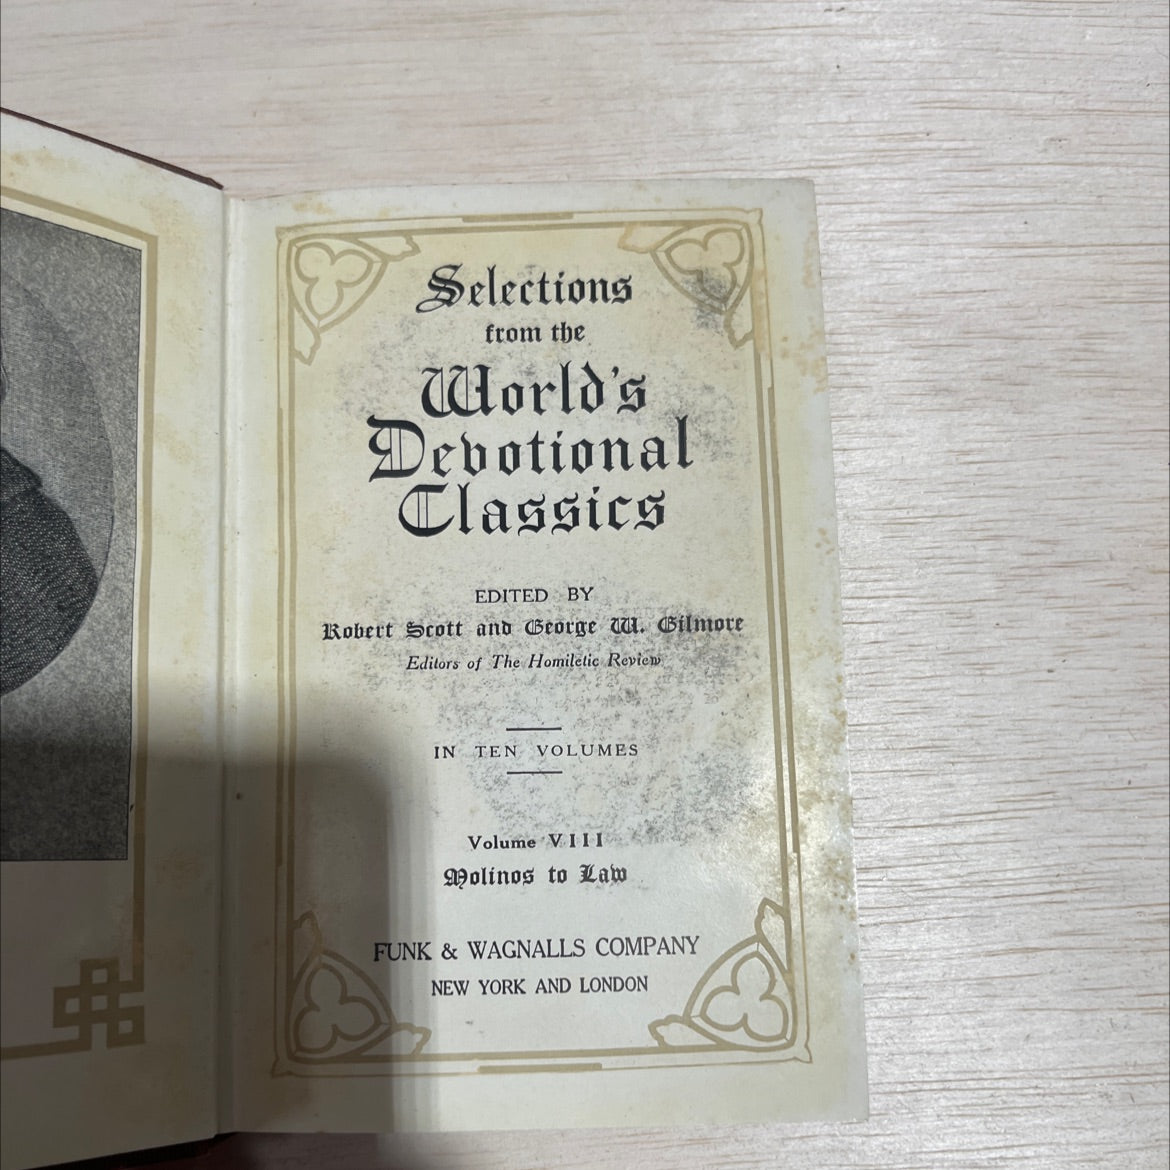 Selections
from the
World's
Devotional
Classics
EDITED BY
Robert Scott and George W. Gilmore
Editors of The Homiletic Review
IN TEN VOLUMES
Volume VIII
Molinos to Law
FUNK & WAGNALLS COMPANY
NEW YORK AND LONDON